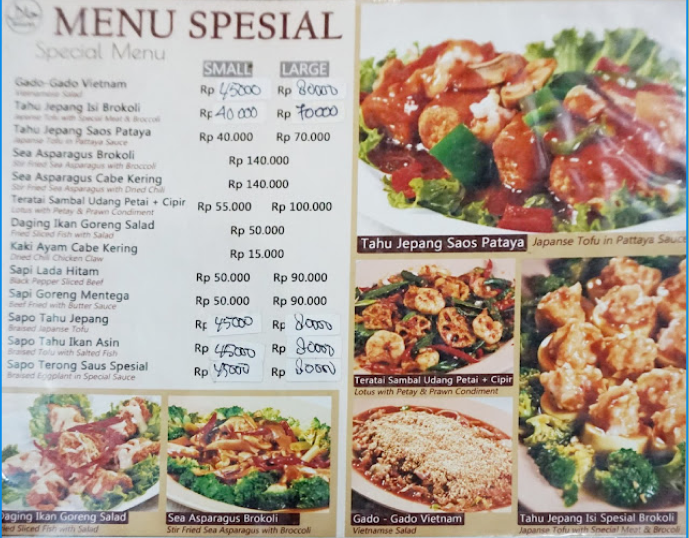 MENU SPESIAL
Special Menu
SMALL LARGE
Gado-Gado Vietnam Rp 45000 Rp 80000
Vietnamese Salad
Tahu Jepang Isi Brokoli Rp 40.000 Rp 70000
Japanse Tofu with Special Meat & Broccoli
Tahu Jepang Saos Pataya Rp 40.000 Rp 70.000
Japanse Tofu in Pattaya Sauce
Sea Asparagus Brokoli Rp 140.000
Stir Fried Sea Asparagus with Broccoli
Sea Asparagus Cabe Kering Rp 140.000
Stir Fried Sea Asparagus with Dried Chili
Teratai Sambal Udang Petai + Cipir Rp 55.000 Rp 100.000
Lotus with Petay & Prawn Condiment
Daging Ikan Goreng Salad Rp 50.000
Fried Sliced Fish with Salad
Kaki Ayam Cabe Kering Rp 15.000
Dried Chili Chicken Claw
Sapi Lada Hitam Rp 50.000 Rp 90.000
Black Pepper Sliced Beef
Sapi Goreng Mentega Rp 50.000 Rp 90.000
Beef Fried with Butter Sauce
Sapo Tahu Jepang Rp 45000 Rp 80000
Braised Japanse Tofu
Sapo Tahu Ikan Asin Rp 45000 Rp 80000
Braised Tofu with Salted Fish
Sapo Terong Saus Spesial Rp 45000 Rp 80000
Braised Eggplant in Special Sauce
Tahu Jepang Saos Pataya Japanse Tofu in Pattaya Sauce
Teratai Sambal Udang Petai + Cipir
Lotus with Petay & Prawn Condiment
Daging Ikan Goreng Salad
Fried Sliced Fish with Salad
Sea Asparagus Brokoli
Stir Fried Sea Asparagus with Broccoli
Gado - Gado Vietnam
Vietnamse Salad
Tahu Jepang Isi Spesial Brokoli
Japanse Tofu with Special Meat & Broccoli